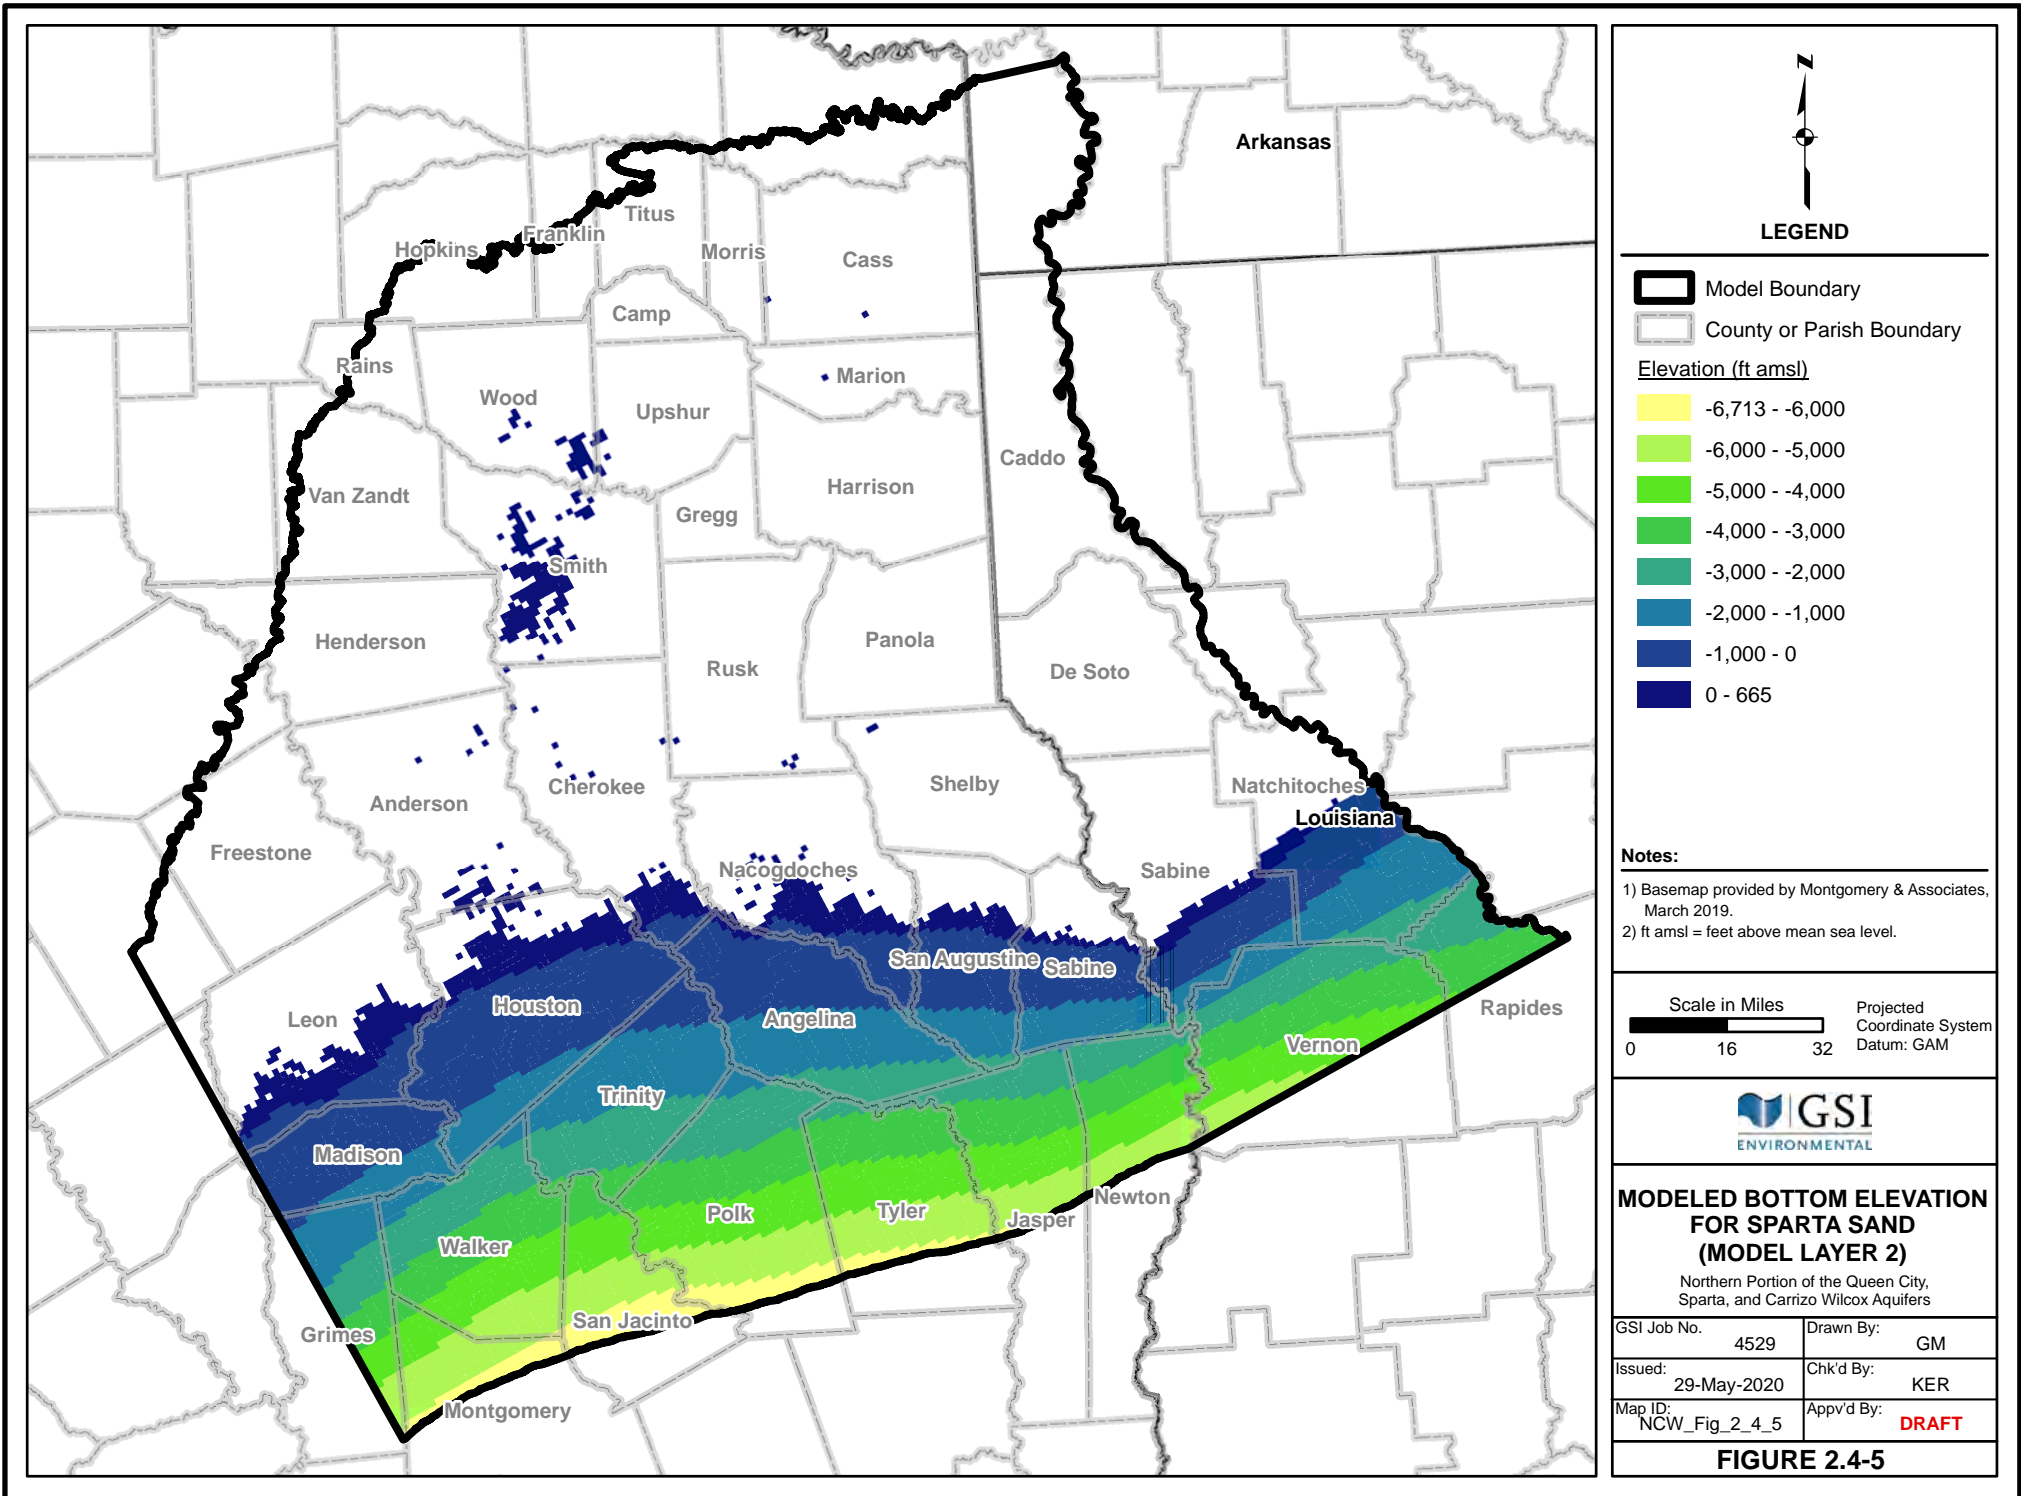 Arkansas
Titus
Franklin
Hopkins
Morris
Cass
Camp
Rains
Marion
Wood
Upshur
Caddo
Van Zandt
Harrison
Gregg
Smith
Henderson
Panola
Rusk
De Soto
Cherokee
Shelby
Natchitoches
Anderson
Louisiana
Freestone
Nacogdoches
Sabine
San Augustine
Sabine
Houston
Rapides
Leon
Angelina
Vernon
Trinity
Madison
Newton
Polk
Tyler
Jasper
Walker
San Jacinto
Grimes
Montgomery
N
LEGEND
Model Boundary
County or Parish Boundary
Elevation (ft amsl)
-6,713 - -6,000
-6,000 - -5,000
-5,000 - -4,000
-4,000 - -3,000
-3,000 - -2,000
-2,000 - -1,000
-1,000 - 0
0 - 665
Notes:
1) Basemap provided by Montgomery & Associates,
March 2019.
2) ft amsl = feet above mean sea level.
Scale in Miles
0 16 32
Projected
Coordinate System
Datum: GAM
GSI
ENVIRONMENTAL
MODELED BOTTOM ELEVATION
FOR SPARTA SAND
(MODEL LAYER 2)
Northern Portion of the Queen City,
Sparta, and Carrizo Wilcox Aquifers
GSI Job No. 4529
Drawn By: GM
Issued: 29-May-2020
Chk'd By: KER
Map ID: NCW_Fig_2_4_5
Appv'd By: DRAFT
FIGURE 2.4-5